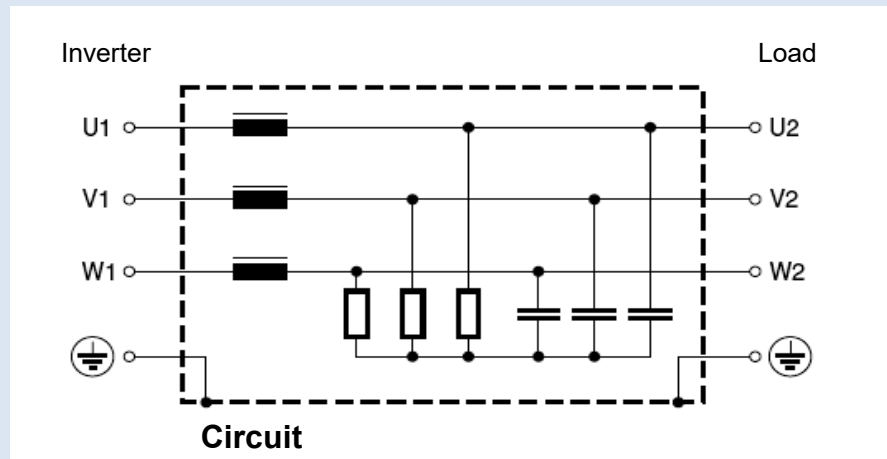 Inverter Load
U1 U2
V1 V2
W1 W2
Circuit